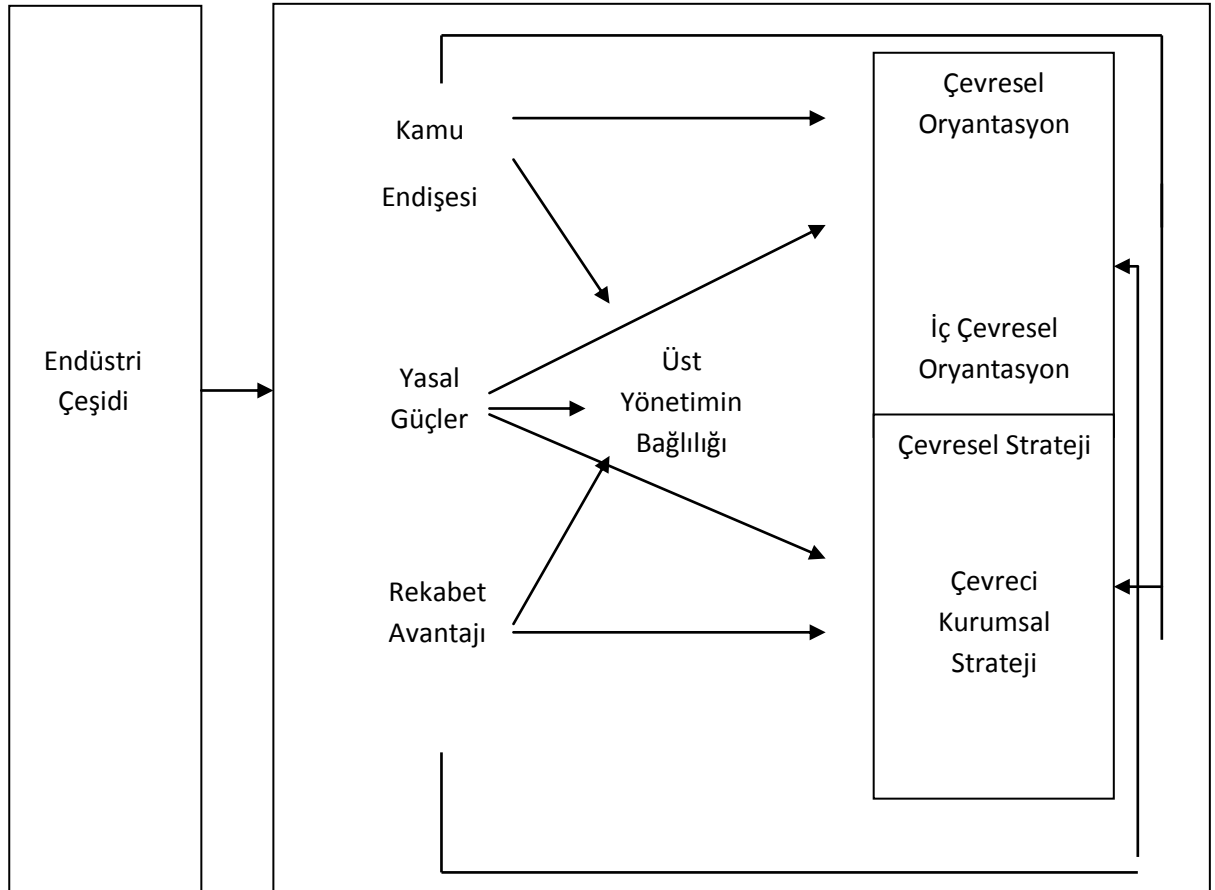 Endüstri
Çeşidi
Kamu
Endişesi
Yasal
Güçler
Rekabet
Avantajı
Üst
Yönetimin
Bağlılığı
Çevresel
Oryantasyon
İç Çevresel
Oryantasyon
Çevresel Strateji
Çevreci
Kurumsal
Strateji